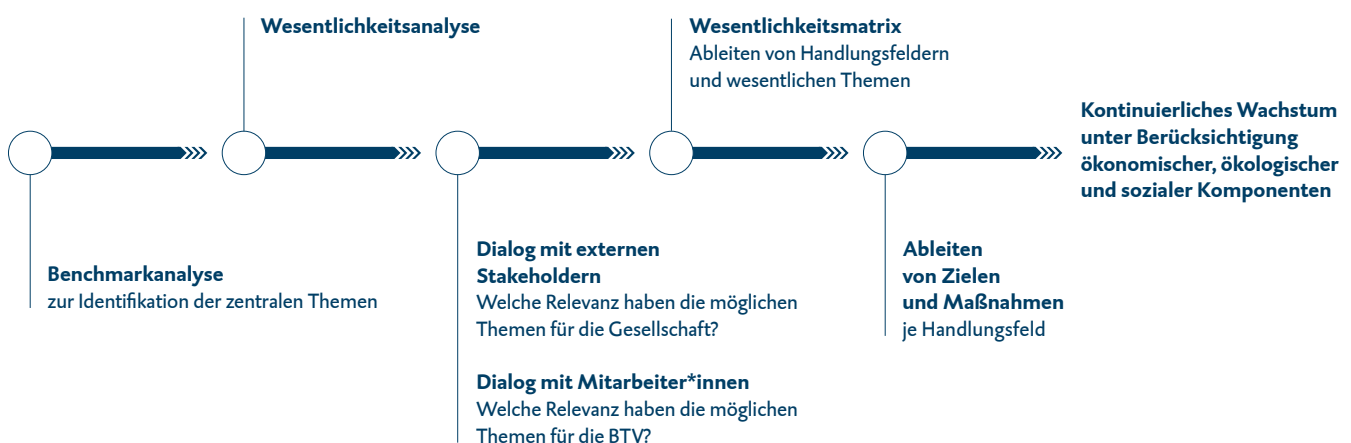 Wesentlichkeitsanalyse
Wesentlichkeitsmatrix
Ableiten von Handlungsfeldern
und wesentlichen Themen
Kontinuierliches Wachstum
unter Berücksichtigung
ökonomischer, ökologischer
und sozialer Komponenten
Benchmarkanalyse
zur Identifikation der zentralen Themen
Dialog mit externen
Stakeholdern
Welche Relevanz haben die möglichen
Themen für die Gesellschaft?
Dialog mit Mitarbeiter*innen
Welche Relevanz haben die möglichen
Themen für die BTV?
Ableiten
von Zielen
und Maßnahmen
je Handlungsfeld